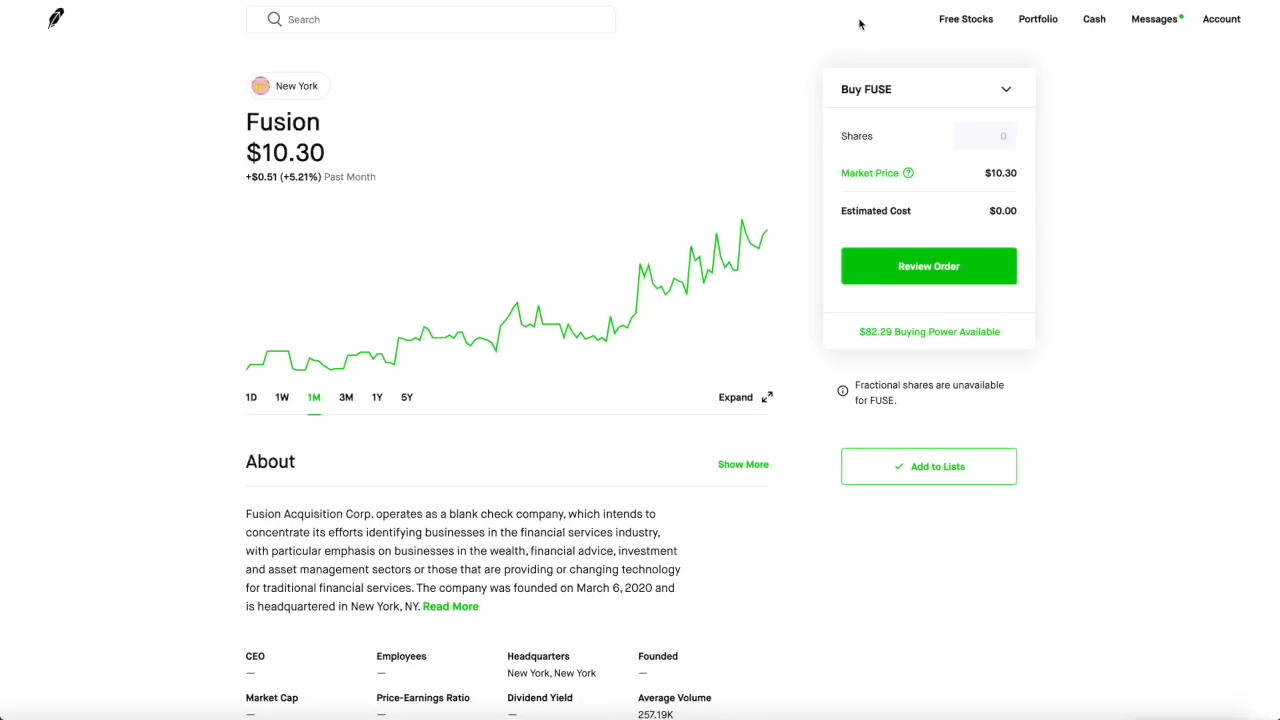 Search
Free Stocks
Portfolio
Cash
Messages
Account
New York
Fusion
$10.30
+$0.51 (+5.21%) Past Month
1D
1W
1M
3M
1Y
5Y
Expand
About
Show More
Fusion Acquisition Corp. operates as a blank check company, which intends to
concentrate its efforts identifying businesses in the financial services industry,
with particular emphasis on businesses in the wealth, financial advice, investment
and asset management sectors or those that are providing or changing technology
for traditional financial services. The company was founded on March 6, 2020 and
is headquartered in New York, NY. Read More
CEO
—
Employees
—
Headquarters
New York, New York
Founded
—
Market Cap
—
Price-Earnings Ratio
—
Dividend Yield
—
Average Volume
257.19K
Buy FUSE
Shares
0
Market Price
$10.30
Estimated Cost
$0.00
Review Order
$82.29 Buying Power Available
Fractional shares are unavailable
for FUSE.
Add to Lists